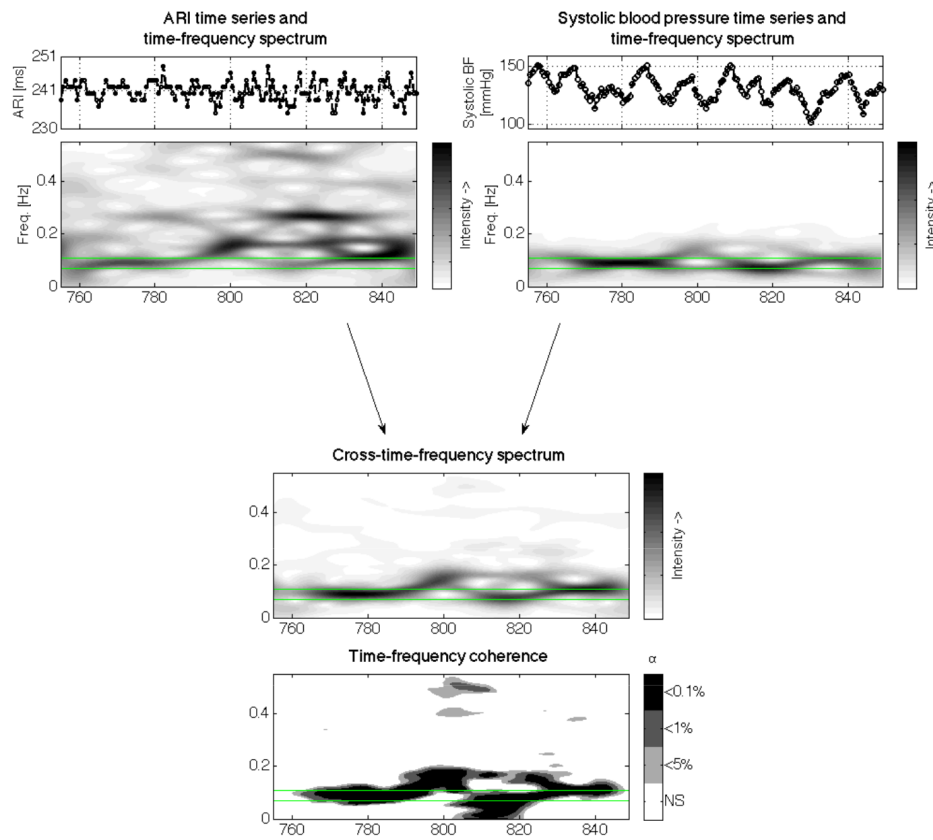 ARI time series and
time-frequency spectrum
251
241
230
ARI [ms]
0.4
0.2
0
Freq. [Hz]
760 780 800 820 840
Intensity ->
Systolic blood pressure time series and
time-frequency spectrum
150
100
Systolic BF
[mmHg]
0.4
0.2
0
Freq. [Hz]
760 780 800 820 840
Intensity ->
Cross-time-frequency spectrum
0.4
0.2
0
760 780 800 820 840
Intensity ->
Time-frequency coherence
0.4
0.2
0
760 780 800 820 840
α
<0.1%
<1%
<5%
NS